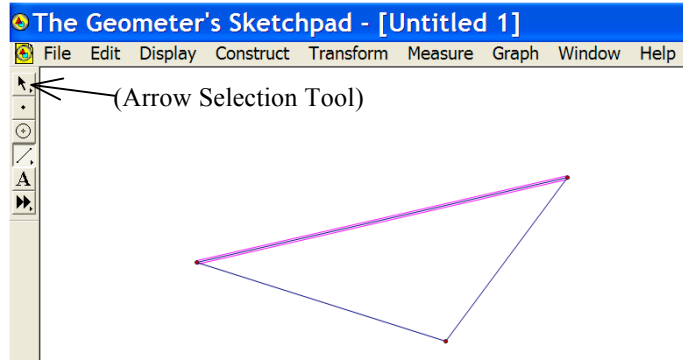 The Geometer's Sketchpad - [Untitled 1]
File Edit Display Construct Transform Measure Graph Window Help
(Arrow Selection Tool)
A